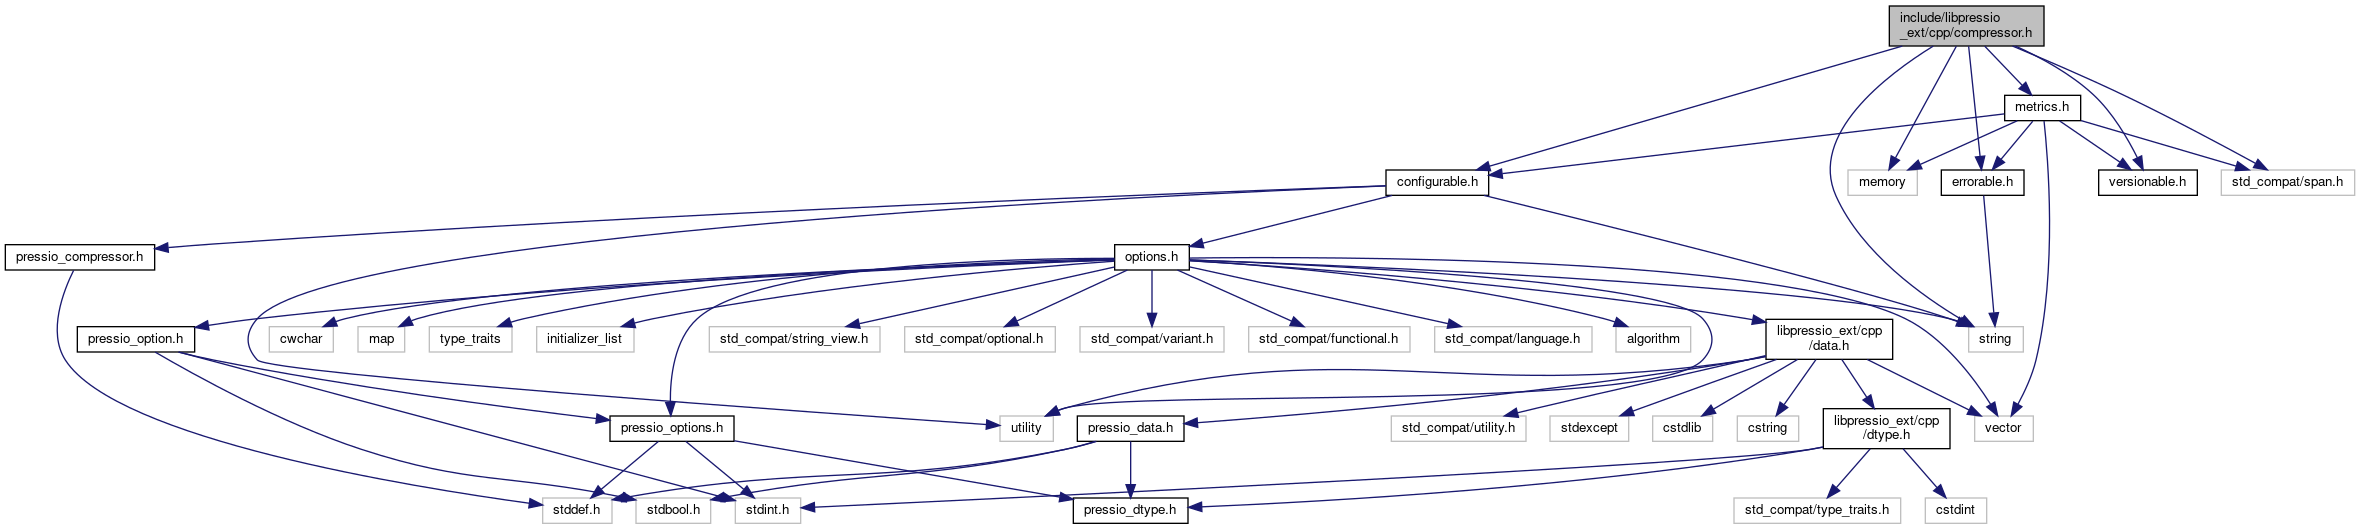 include/libpressio
_ext/cpp/compressor.h
metrics.h
configurable.h
memory
errorable.h
versionable.h
std_compat/span.h
pressio_compressor.h
options.h
pressio_option.h
cwchar
map
type_traits
initializer_list
std_compat/string_view.h
std_compat/optional.h
std_compat/variant.h
std_compat/functional.h
std_compat/language.h
algorithm
libpressio_ext/cpp
/data.h
string
pressio_options.h
utility
pressio_data.h
std_compat/utility.h
stdexcept
cstdlib
cstring
libpressio_ext/cpp
/dtype.h
vector
stddef.h
stdbool.h
stdint.h
pressio_dtype.h
std_compat/type_traits.h
cstdint